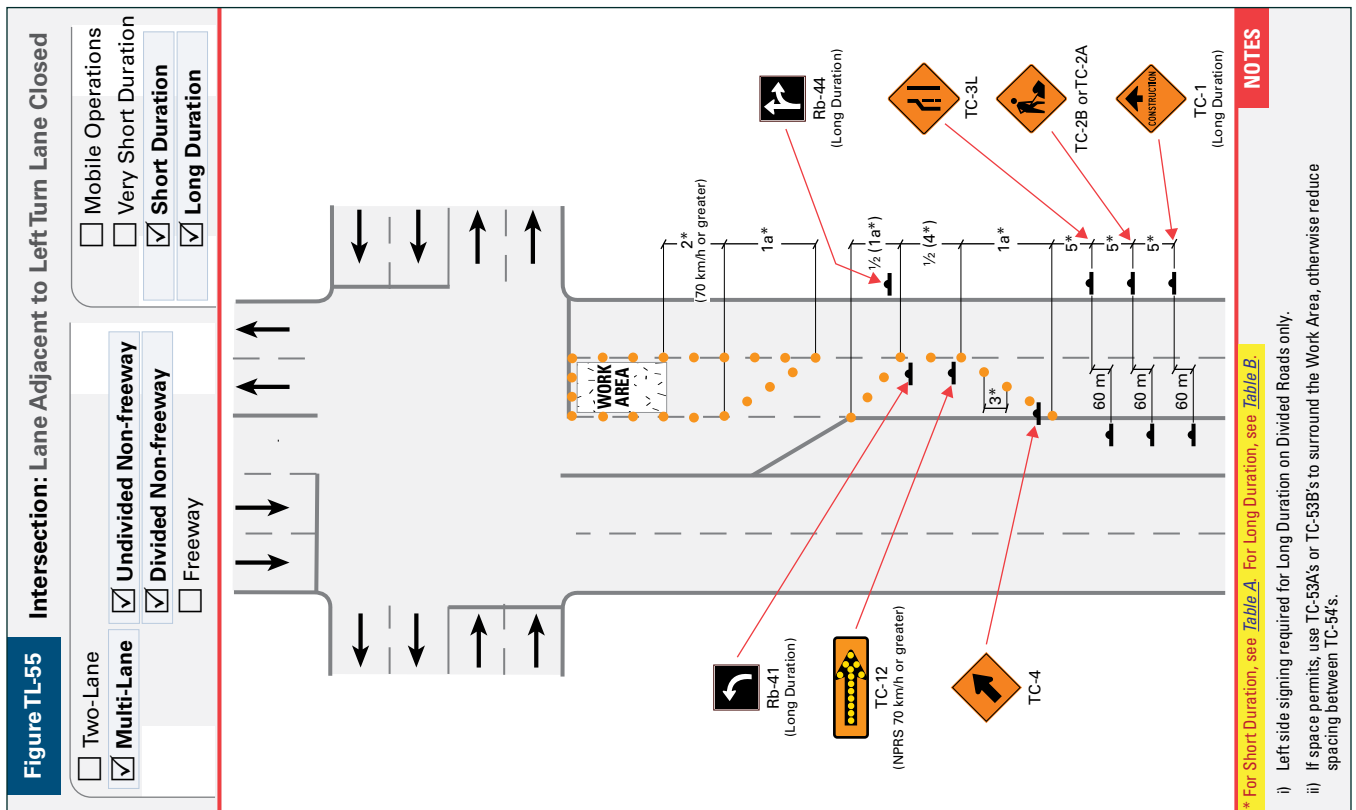 Figure TL-55
Intersection: Lane Adjacent to Left Turn Lane Closed
Two-Lane
Multi-Lane
Undivided Non-freeway
Divided Non-freeway
Freeway
Mobile Operations
Very Short Duration
Short Duration
Long Duration
WORK
AREA
2*
(70 km/h or greater)
1a*
½ (1a*)
½ (4*)
1a*
5*
5*
5*
3*
60 m
60 m
60 m
Rb-41
(Long Duration)
TC-12
(NPRS 70 km/h or greater)
TC-4
Rb-44
(Long Duration)
TC-3L
TC-2B or TC-2A
CONSTRUCTION
TC-1
(Long Duration)
* For Short Duration, see Table A. For Long Duration, see Table B.
NOTES
i) Left side signing required for Long Duration on Divided Roads only.
ii) If space permits, use TC-53A's or TC-53B's to surround the Work Area, otherwise reduce
spacing between TC-54's.